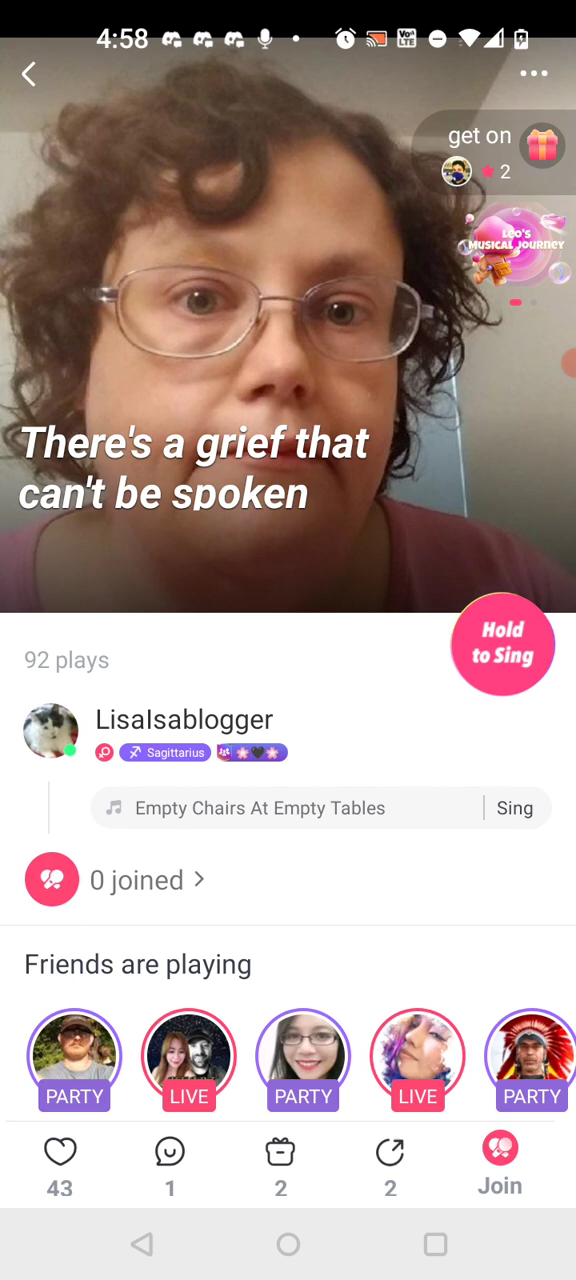 4:58
Vo LTE
get on
2
Leo's
Musical Journey
There's a grief that
can't be spoken
Hold
to Sing
92 plays
LisaIsablogger
Sagittarius
Empty Chairs At Empty Tables
Sing
0 joined >
Friends are playing
PARTY
LIVE
PARTY
LIVE
PARTY
43
1
2
2
Join